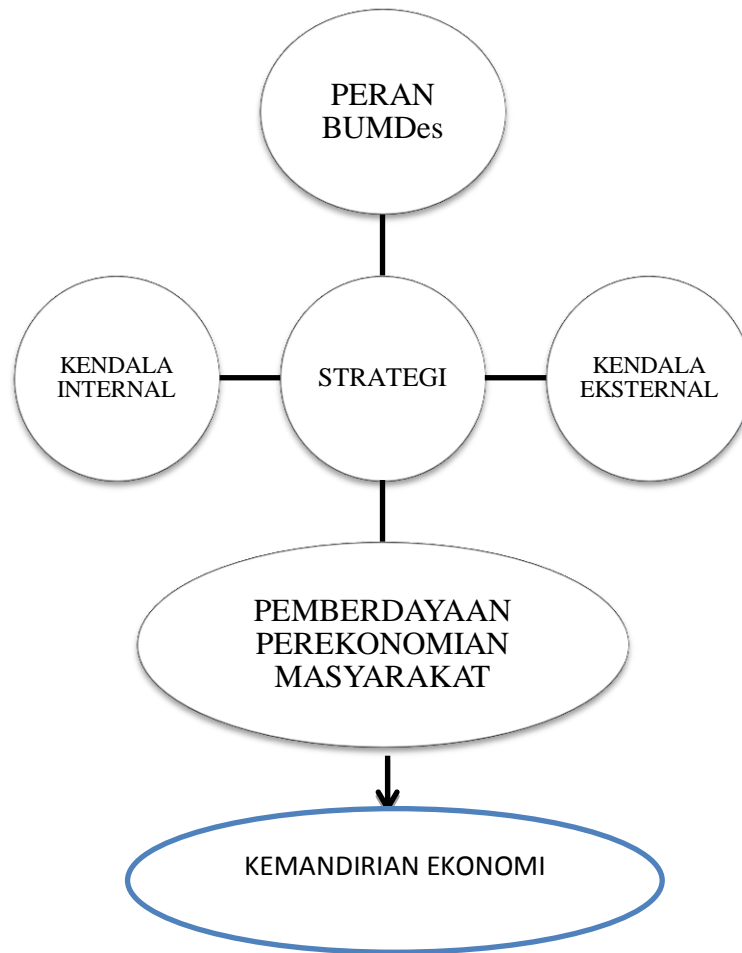 PERAN
BUMDes
KENDALA
INTERNAL
STRATEGI
KENDALA
EKSTERNAL
PEMBERDAYAAN
PEREKONOMIAN
MASYARAKAT
KEMANDIRIAN EKONOMI